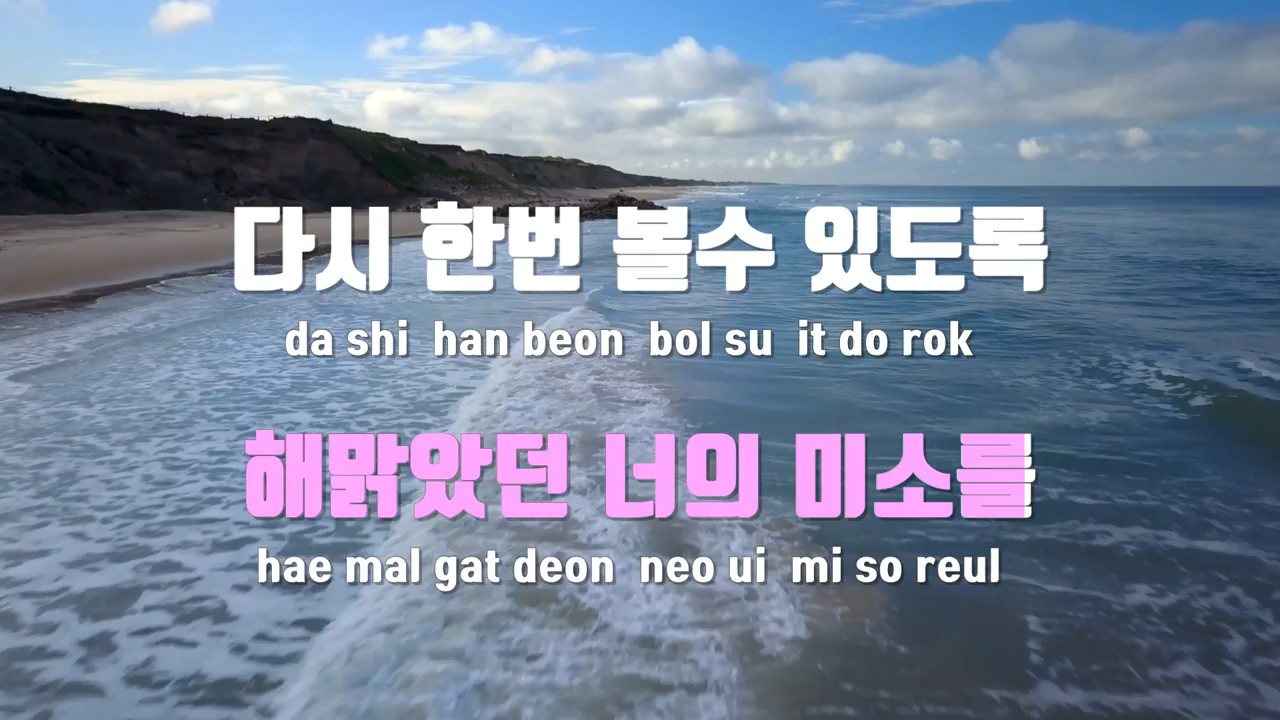 다시 한번 볼수 있도록
da shi han beon bol su it do rok
해맑았던 너의 미소를
hae mal gat deon neo ui mi so reul